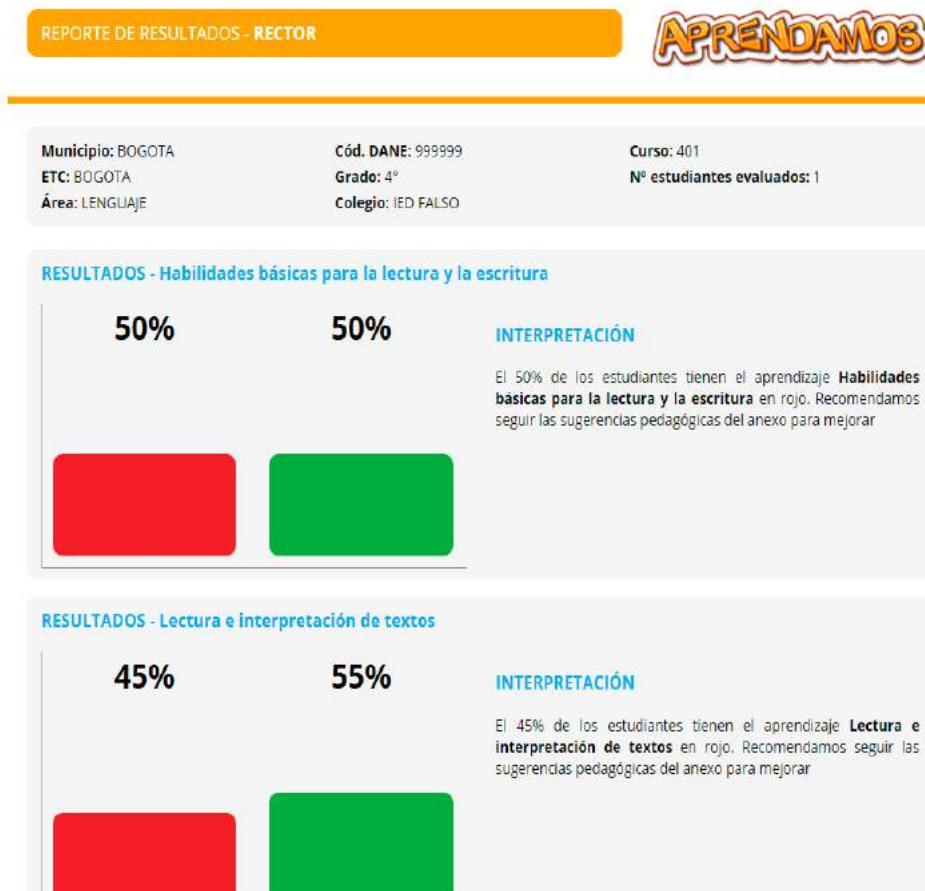 REPORTE DE RESULTADOS - RECTOR
APRENDAMOS
Municipio: BOGOTA
ETC: BOGOTA
Área: LENGUAJE
Cód. DANE: 999999
Grado: 4°
Colegio: IED FALSO
Curso: 401
Nº estudiantes evaluados: 1
RESULTADOS - Habilidades básicas para la lectura y la escritura
50% 50%
INTERPRETACIÓN
El 50% de los estudiantes tienen el aprendizaje Habilidades
básicas para la lectura y la escritura en rojo. Recomendamos
seguir las sugerencias pedagógicas del anexo para mejorar
RESULTADOS - Lectura e interpretación de textos
45% 55%
INTERPRETACIÓN
El 45% de los estudiantes tienen el aprendizaje Lectura e
interpretación de textos en rojo. Recomendamos seguir las
sugerencias pedagógicas del anexo para mejorar